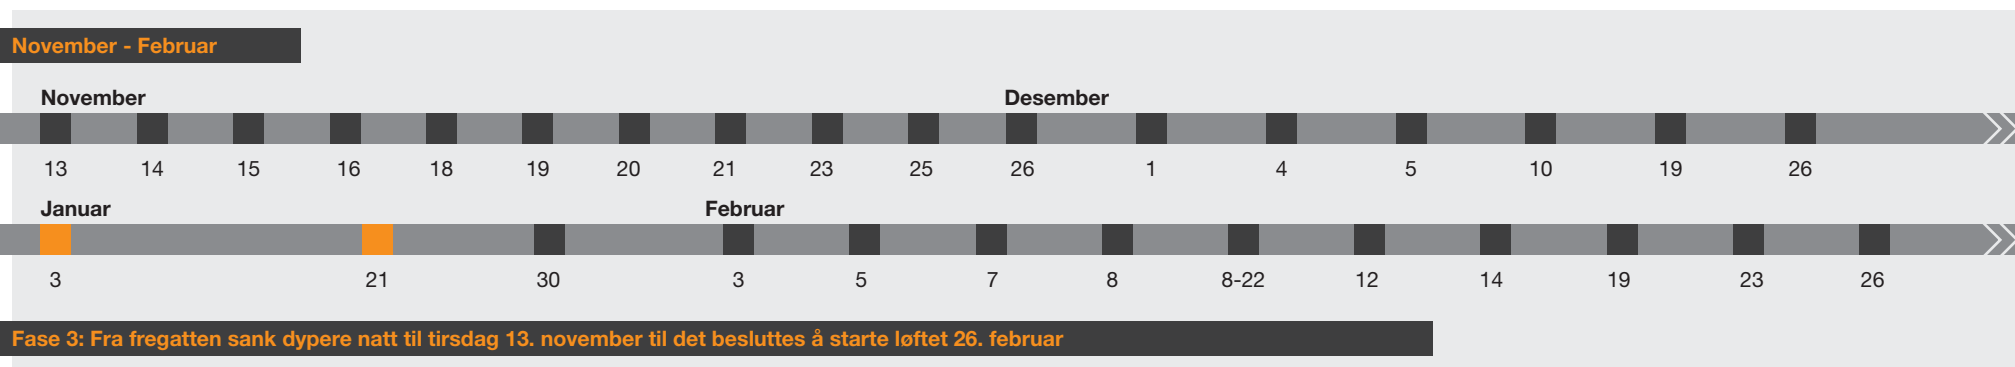 November - Februar
November Desember
13 14 15 16 18 19 20 21 23 25 26 1 4 5 10 19 26
Januar Februar
3 21 30 3 5 7 8 8-22 12 14 19 23 26
Fase 3: Fra fregatten sank dypere natt til tirsdag 13. november til det besluttes å starte løftet 26. februar